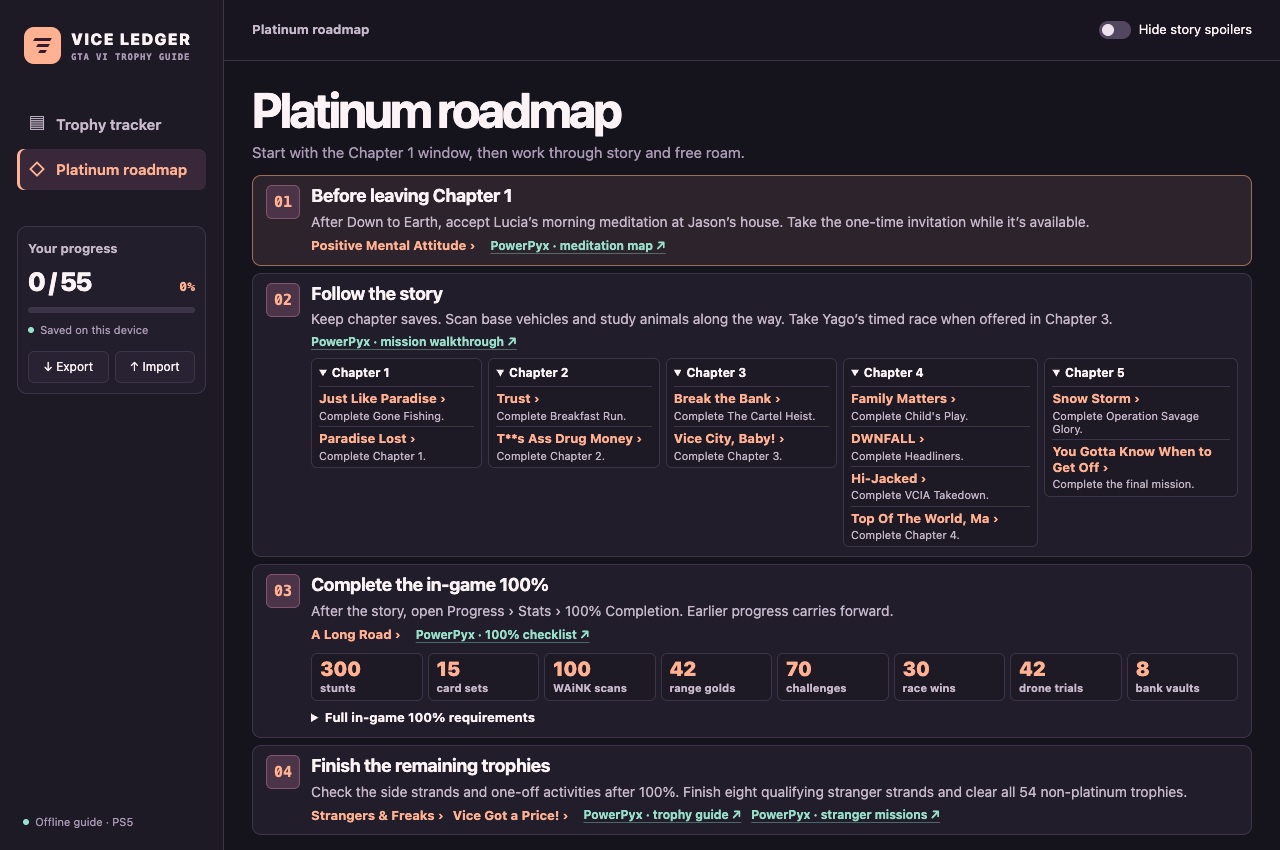 VICE LEDGER
GTA VI TROPHY GUIDE
Trophy tracker
Platinum roadmap
Your progress
0/55
0%
Saved on this device
↓ Export
↑ Import
Offline guide · PS5
Platinum roadmap
Hide story spoilers
Platinum roadmap
Start with the Chapter 1 window, then work through story and free roam.
01
Before leaving Chapter 1
After Down to Earth, accept Lucia’s morning meditation at Jason’s house. Take the one-time invitation while it’s available.
Positive Mental Attitude ›
PowerPyx · meditation map ↗
02
Follow the story
Keep chapter saves. Scan base vehicles and study animals along the way. Take Yago’s timed race when offered in Chapter 3.
PowerPyx · mission walkthrough ↗
▼ Chapter 1
Just Like Paradise ›
Complete Gone Fishing.
Paradise Lost ›
Complete Chapter 1.
▼ Chapter 2
Trust ›
Complete Breakfast Run.
T**s Ass Drug Money ›
Complete Chapter 2.
▼ Chapter 3
Break the Bank ›
Complete The Cartel Heist.
Vice City, Baby! ›
Complete Chapter 3.
▼ Chapter 4
Family Matters ›
Complete Child's Play.
DWNFALL ›
Complete Headliners.
Hi-Jacked ›
Complete VCIA Takedown.
Top Of The World, Ma ›
Complete Chapter 4.
▼ Chapter 5
Snow Storm ›
Complete Operation Savage
Glory.
You Gotta Know When to
Get Off ›
Complete the final mission.
03
Complete the in-game 100%
After the story, open Progress › Stats › 100% Completion. Earlier progress carries forward.
A Long Road ›
PowerPyx · 100% checklist ↗
300
stunts
15
card sets
100
WAiNK scans
42
range golds
70
challenges
30
race wins
42
drone trials
8
bank vaults
▶ Full in-game 100% requirements
04
Finish the remaining trophies
Check the side strands and one-off activities after 100%. Finish eight qualifying stranger strands and clear all 54 non-platinum trophies.
Strangers & Freaks ›
Vice Got a Price! ›
PowerPyx · trophy guide ↗
PowerPyx · stranger missions ↗